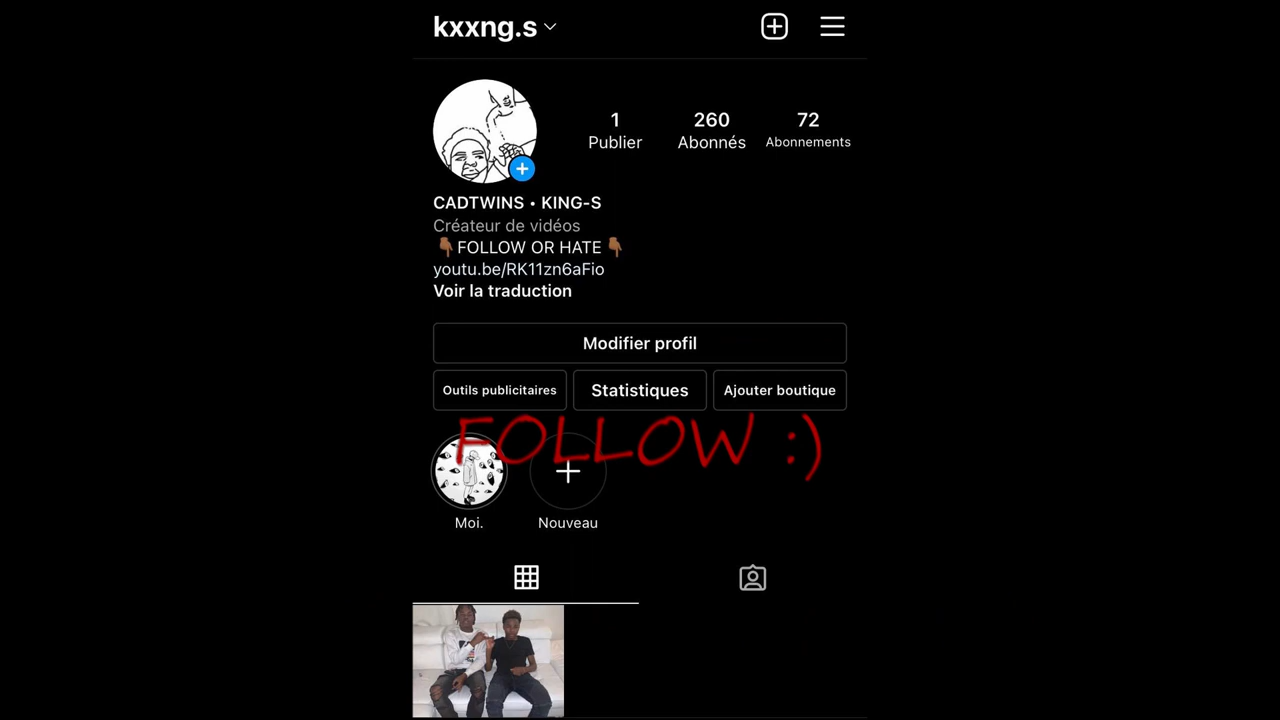 kxxng.s
1 260 72
Publier Abonnés Abonnements
CADTWINS • KING-S
Créateur de vidéos
👇🏾FOLLOW OR HATE👇🏾
youtu.be/RK11zn6aFio
Voir la traduction
Modifier profil
Outils publicitaires Statistiques Ajouter boutique
FOLLOW :)
Moi. Nouveau